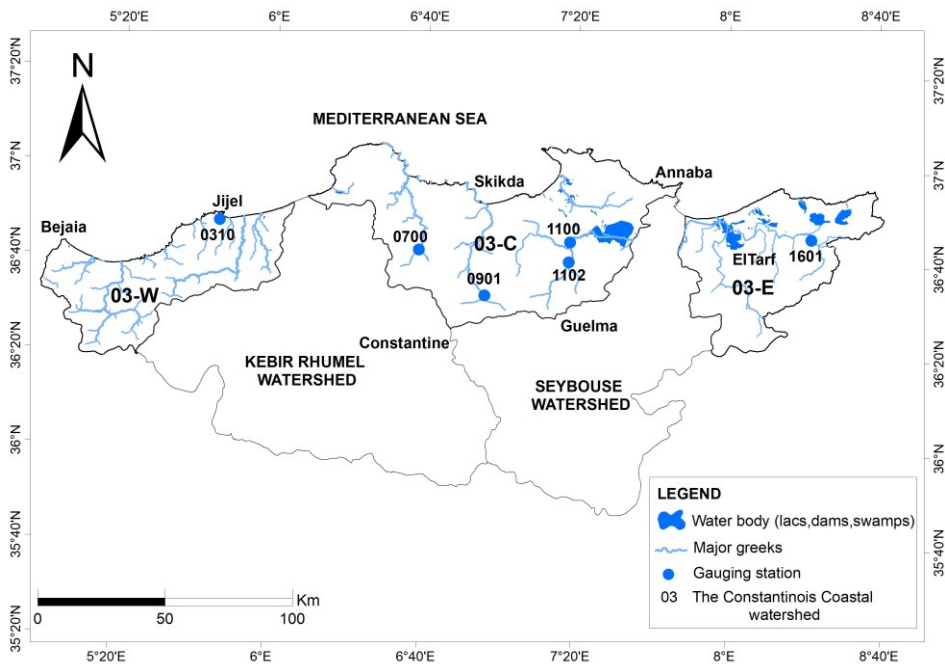 5°20'E
6°E
6°40'E
7°20'E
8°E
8°40'E
37°20'N
37°20'N
N
MEDITERRANEAN SEA
37°N
37°N
Annaba
Skikda
Jijel
Bejaia
0310
0700
03-C
1100
36°40'N
36°40'N
ElTarf
1601
1102
0901
03-E
03-W
Guelma
Constantine
36°20'N
36°20'N
KEBIR RHUMEL
WATERSHED
SEYBOUSE
WATERSHED
36°N
36°N
LEGEND
Water body (lacs,dams,swamps)
Major greeks
Gauging station
03 The Constantinois Coastal
watershed
35°40'N
35°40'N
Km
0 50 100
35°20'N
5°20'E
6°E
6°40'E
7°20'E
8°E
8°40'E